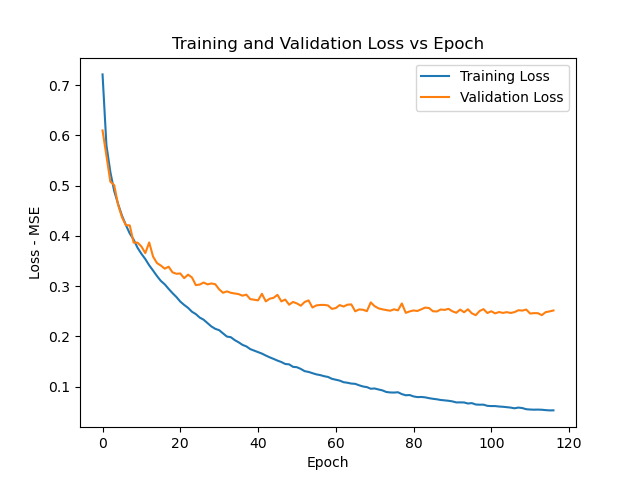 Training and Validation Loss vs Epoch
Training Loss
Validation Loss
0.7
0.6
0.5
0.4
0.3
0.2
0.1
Loss - MSE
0 20 40 60 80 100 120
Epoch